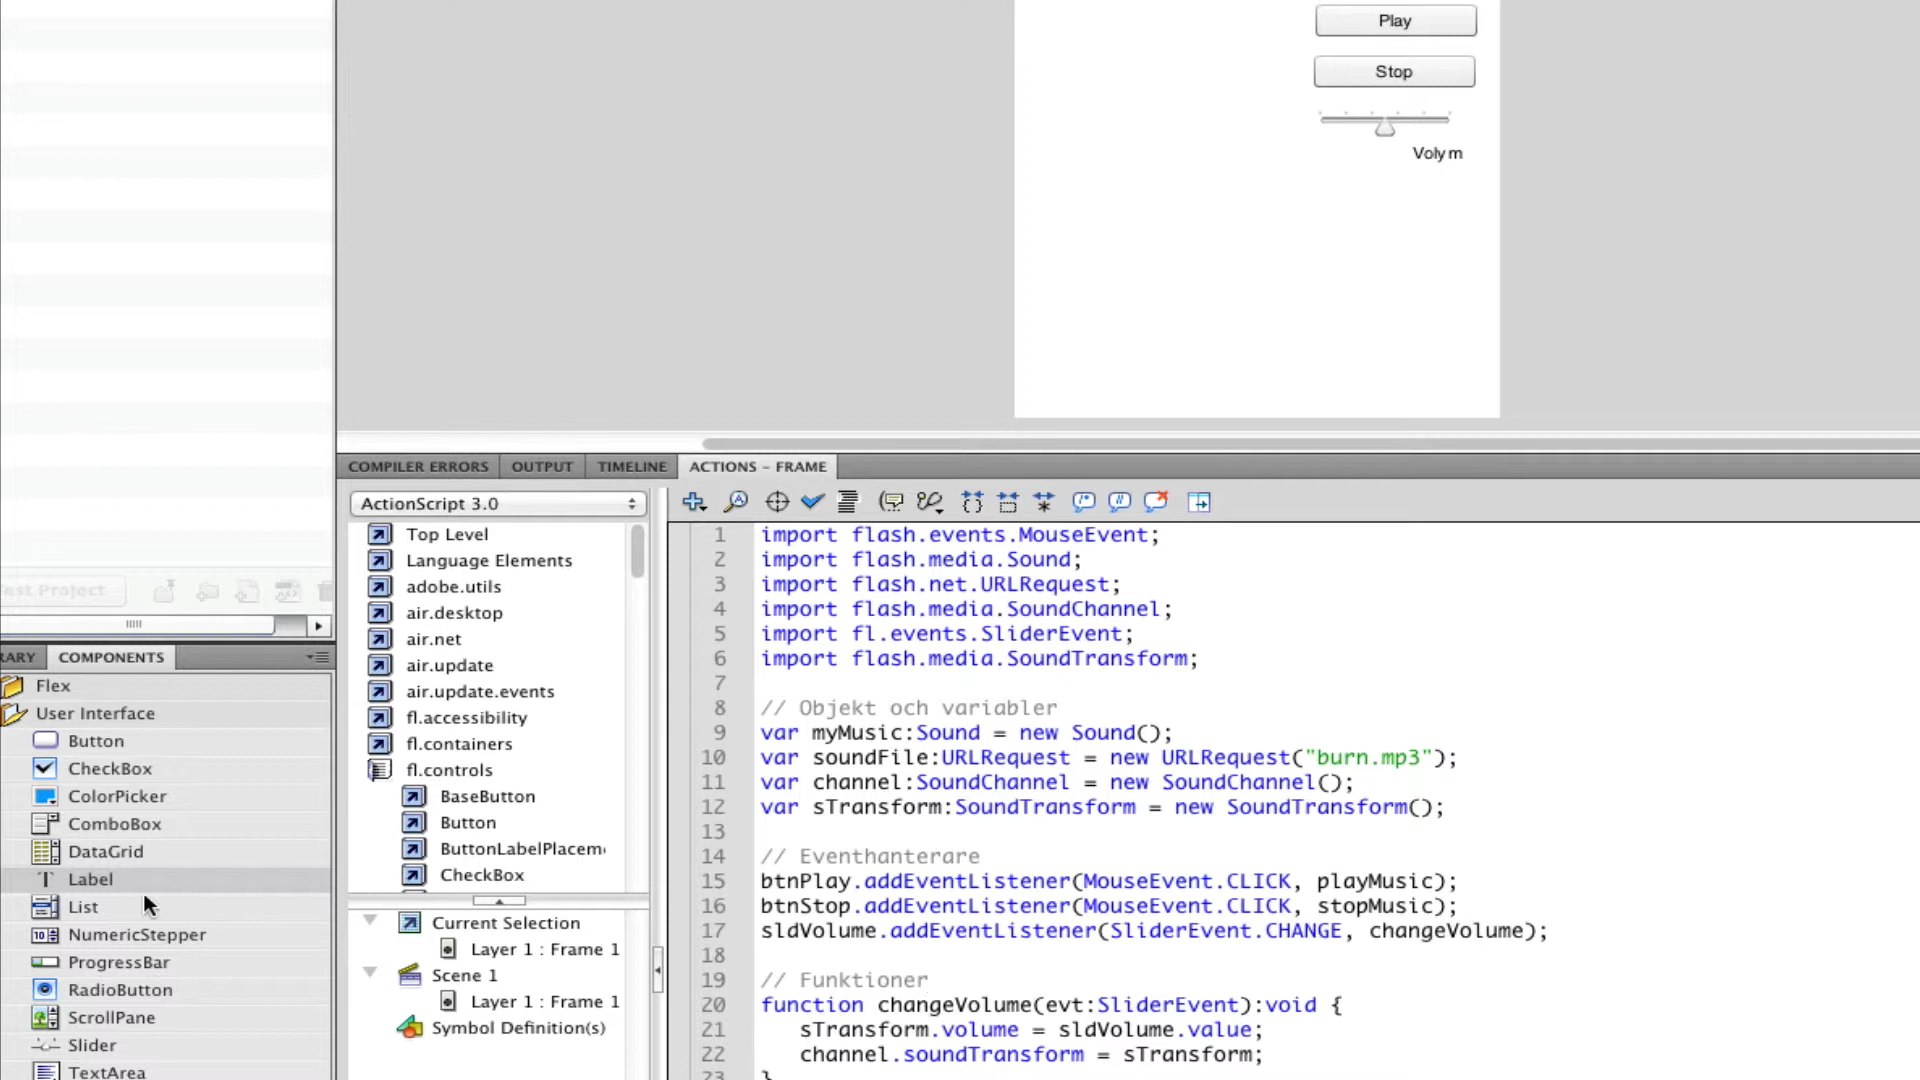 Play
Stop
Volym
COMPILER ERRORS
OUTPUT
TIMELINE
ACTIONS – FRAME
ActionScript 3.0
Top Level
Language Elements
adobe.utils
air.desktop
air.net
air.update
air.update.events
fl.accessibility
fl.containers
fl.controls
BaseButton
Button
ButtonLabelPlacem
CheckBox
Current Selection
Layer 1 : Frame 1
Scene 1
Layer 1 : Frame 1
Symbol Definition(s)
1 import flash.events.MouseEvent;
2 import flash.media.Sound;
3 import flash.net.URLRequest;
4 import flash.media.SoundChannel;
5 import fl.events.SliderEvent;
6 import flash.media.SoundTransform;
7
8 // Objekt och variabler
9 var myMusic:Sound = new Sound();
10 var soundFile:URLRequest = new URLRequest("burn.mp3");
11 var channel:SoundChannel = new SoundChannel();
12 var sTransform:SoundTransform = new SoundTransform();
13
14 // Eventhanterare
15 btnPlay.addEventListener(MouseEvent.CLICK, playMusic);
16 btnStop.addEventListener(MouseEvent.CLICK, stopMusic);
17 sldVolume.addEventListener(SliderEvent.CHANGE, changeVolume);
18
19 // Funktioner
20 function changeVolume(evt:SliderEvent):void {
21 sTransform.volume = sldVolume.value;
22 channel.soundTransform = sTransform;
23 }
est Project
RARY
COMPONENTS
Flex
User Interface
Button
CheckBox
ColorPicker
ComboBox
DataGrid
Label
List
NumericStepper
ProgressBar
RadioButton
ScrollPane
Slider
TextArea